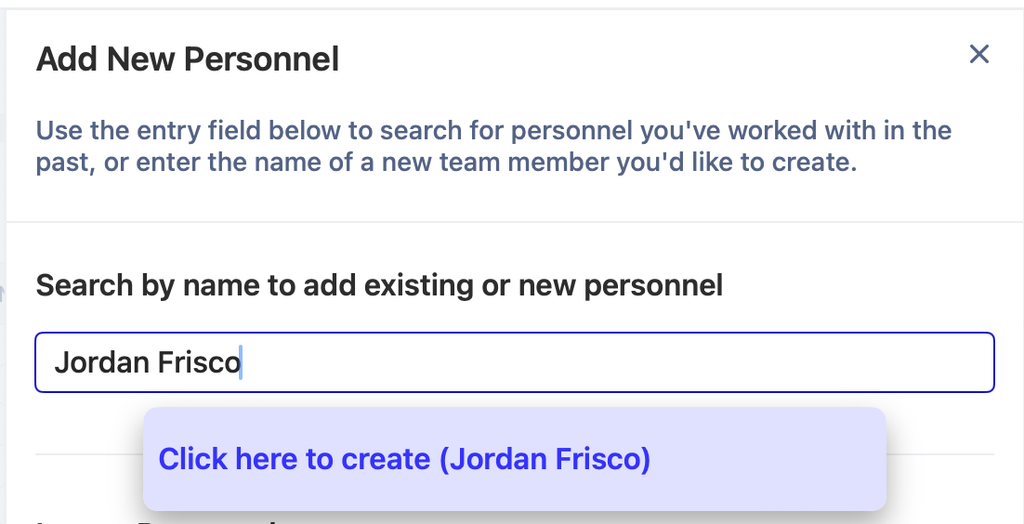 Add New Personnel
Use the entry field below to search for personnel you've worked with in the
past, or enter the name of a new team member you'd like to create.
Search by name to add existing or new personnel
Jordan Frisco
Click here to create (Jordan Frisco)